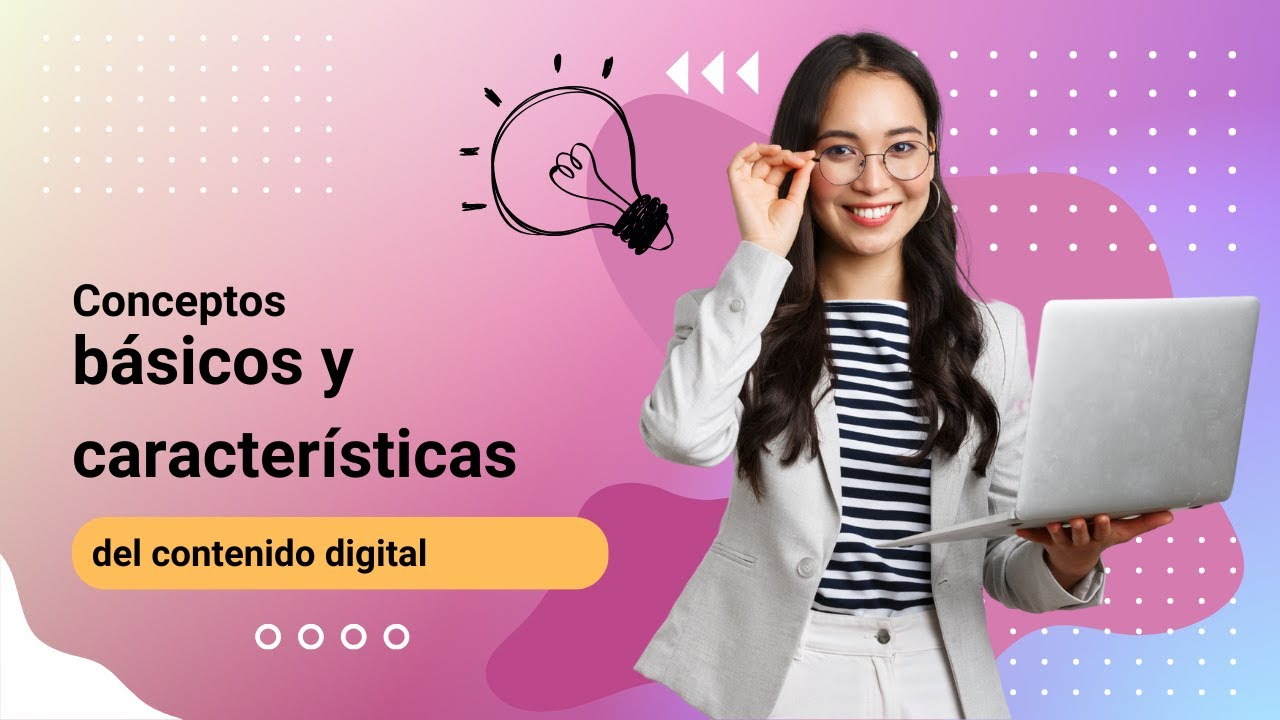 Conceptos
básicos y
características
del contenido digital